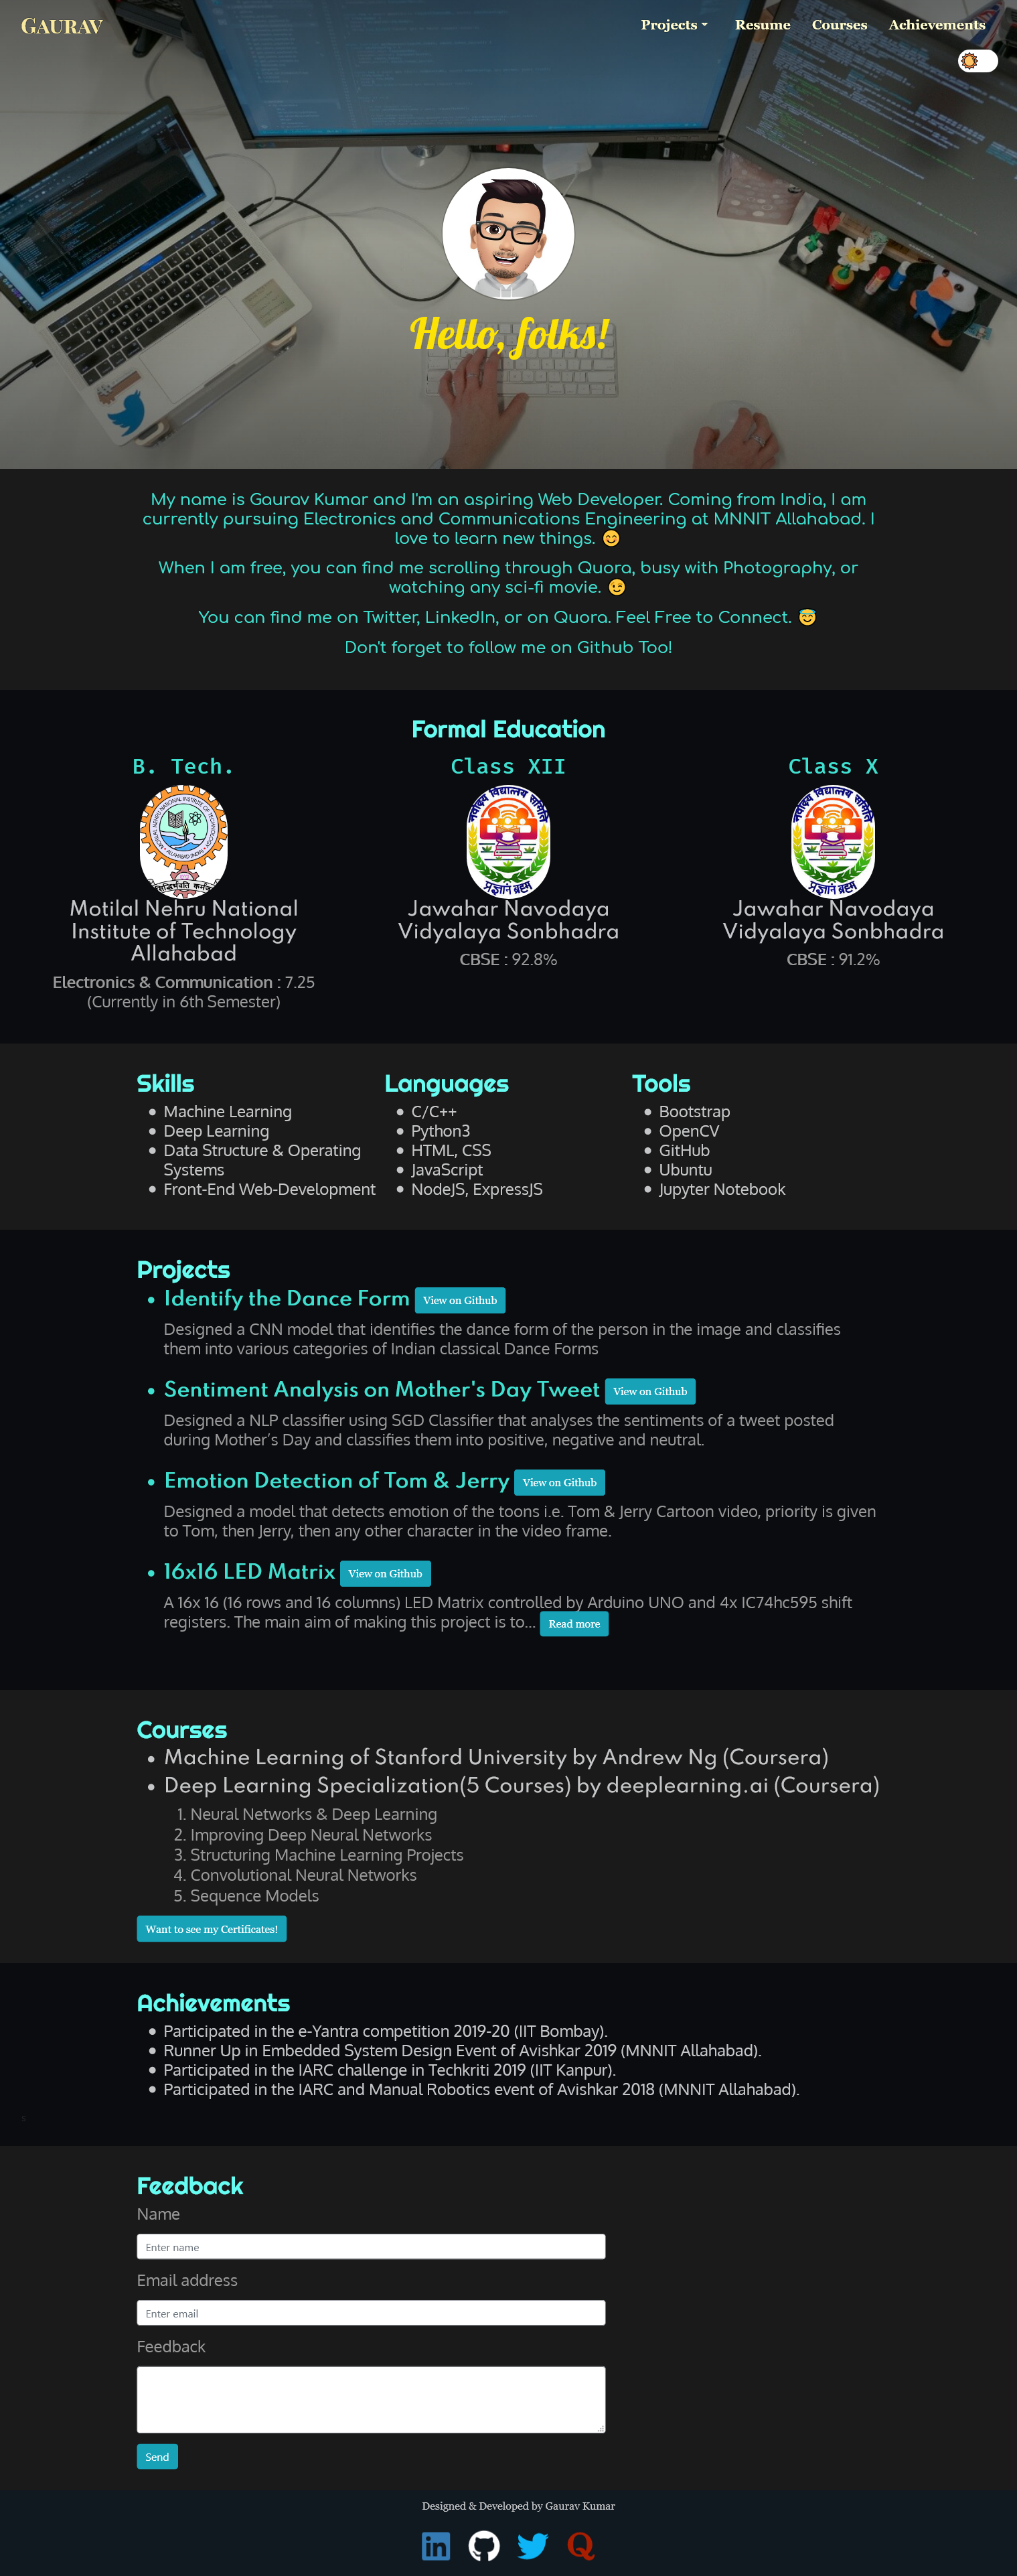 GAURAV
Projects
Resume
Courses
Achievements
Hello, folks!
My name is Gaurav Kumar and I'm an aspiring Web Developer. Coming from India, I am
currently pursuing Electronics and Communications Engineering at MNNIT Allahabad. I
love to learn new things. 😊
When I am free, you can find me scrolling through Quora, busy with Photography, or
watching any sci-fi movie. 😉
You can find me on Twitter, LinkedIn, or on Quora. Feel Free to Connect. 😇
Don't forget to follow me on Github Too!
Formal Education
B. Tech.
Motilal Nehru National
Institute of Technology
Allahabad
Electronics & Communication : 7.25
(Currently in 6th Semester)
Class XII
नवोदय विद्यालय समिति
प्रज्ञानं ब्रह्म
Jawahar Navodaya
Vidyalaya Sonbhadra
CBSE : 92.8%
Class X
नवोदय विद्यालय समिति
प्रज्ञानं ब्रह्म
Jawahar Navodaya
Vidyalaya Sonbhadra
CBSE : 91.2%
Skills
Machine Learning
Deep Learning
Data Structure & Operating
Systems
Front-End Web-Development
Languages
C/C++
Python3
HTML, CSS
JavaScript
NodeJS, ExpressJS
Tools
Bootstrap
OpenCV
GitHub
Ubuntu
Jupyter Notebook
Projects
Identify the Dance Form View on Github
Designed a CNN model that identifies the dance form of the person in the image and classifies
them into various categories of Indian classical Dance Forms
Sentiment Analysis on Mother's Day Tweet View on Github
Designed a NLP classifier using SGD Classifier that analyses the sentiments of a tweet posted
during Mother’s Day and classifies them into positive, negative and neutral.
Emotion Detection of Tom & Jerry View on Github
Designed a model that detects emotion of the toons i.e. Tom & Jerry Cartoon video, priority is given
to Tom, then Jerry, then any other character in the video frame.
16x16 LED Matrix View on Github
A 16x 16 (16 rows and 16 columns) LED Matrix controlled by Arduino UNO and 4x IC74hc595 shift
registers. The main aim of making this project is to... Read more
Courses
Machine Learning of Stanford University by Andrew Ng (Coursera)
Deep Learning Specialization(5 Courses) by deeplearning.ai (Coursera)
1. Neural Networks & Deep Learning
2. Improving Deep Neural Networks
3. Structuring Machine Learning Projects
4. Convolutional Neural Networks
5. Sequence Models
Want to see my Certificates!
Achievements
Participated in the e-Yantra competition 2019-20 (IIT Bombay).
Runner Up in Embedded System Design Event of Avishkar 2019 (MNNIT Allahabad).
Participated in the IARC challenge in Techkriti 2019 (IIT Kanpur).
Participated in the IARC and Manual Robotics event of Avishkar 2018 (MNNIT Allahabad).
s
Feedback
Name
Enter name
Email address
Enter email
Feedback
Send
Designed & Developed by Gaurav Kumar
in
Q